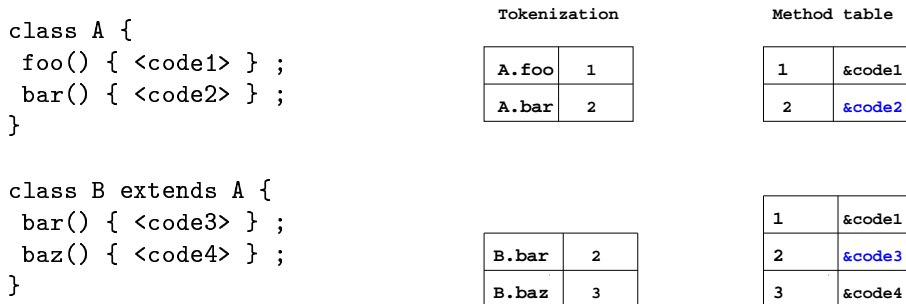 class A {
foo() { <code1> } ;
bar() { <code2> } ;
}
class B extends A {
bar() { <code3> } ;
baz() { <code4> } ;
}
Tokenization
A.foo 1
A.bar 2
B.bar 2
B.baz 3
Method table
1 &code1
2 &code2
1 &code1
2 &code3
3 &code4